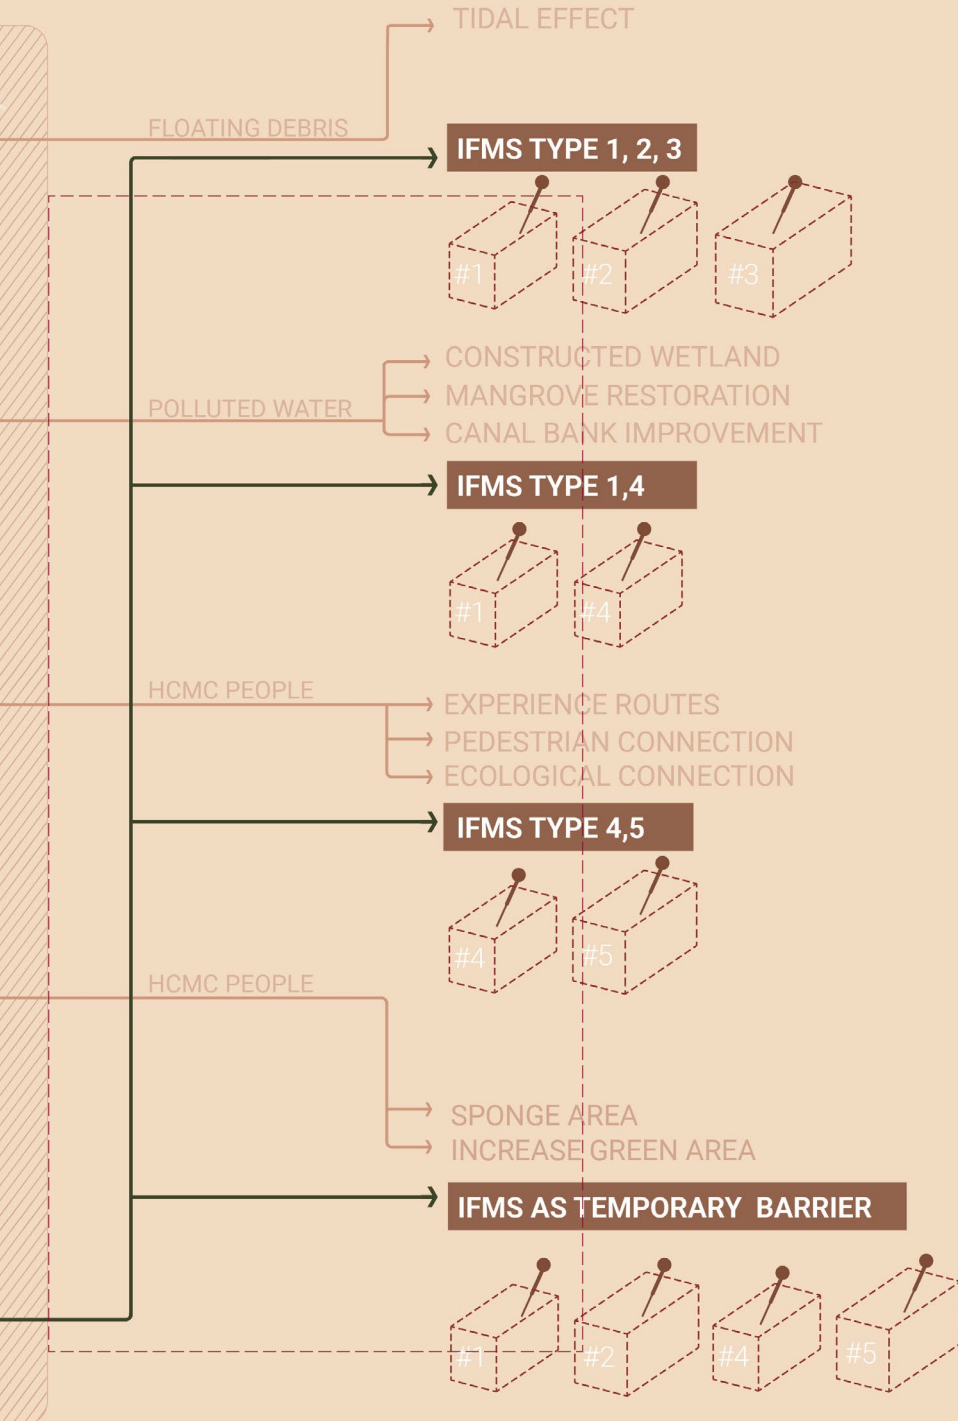 TIDAL EFFECT
FLOATING DEBRIS
IFMS TYPE 1, 2, 3
#1 #2 #3
CONSTRUCTED WETLAND
MANGROVE RESTORATION
POLLUTED WATER
CANAL BANK IMPROVEMENT
IFMS TYPE 1,4
#1 #4
HCMC PEOPLE
EXPERIENCE ROUTES
PEDESTRIAN CONNECTION
ECOLOGICAL CONNECTION
IFMS TYPE 4,5
#4 #5
HCMC PEOPLE
SPONGE AREA
INCREASE GREEN AREA
IFMS AS TEMPORARY BARRIER
#1 #2 #4 #5